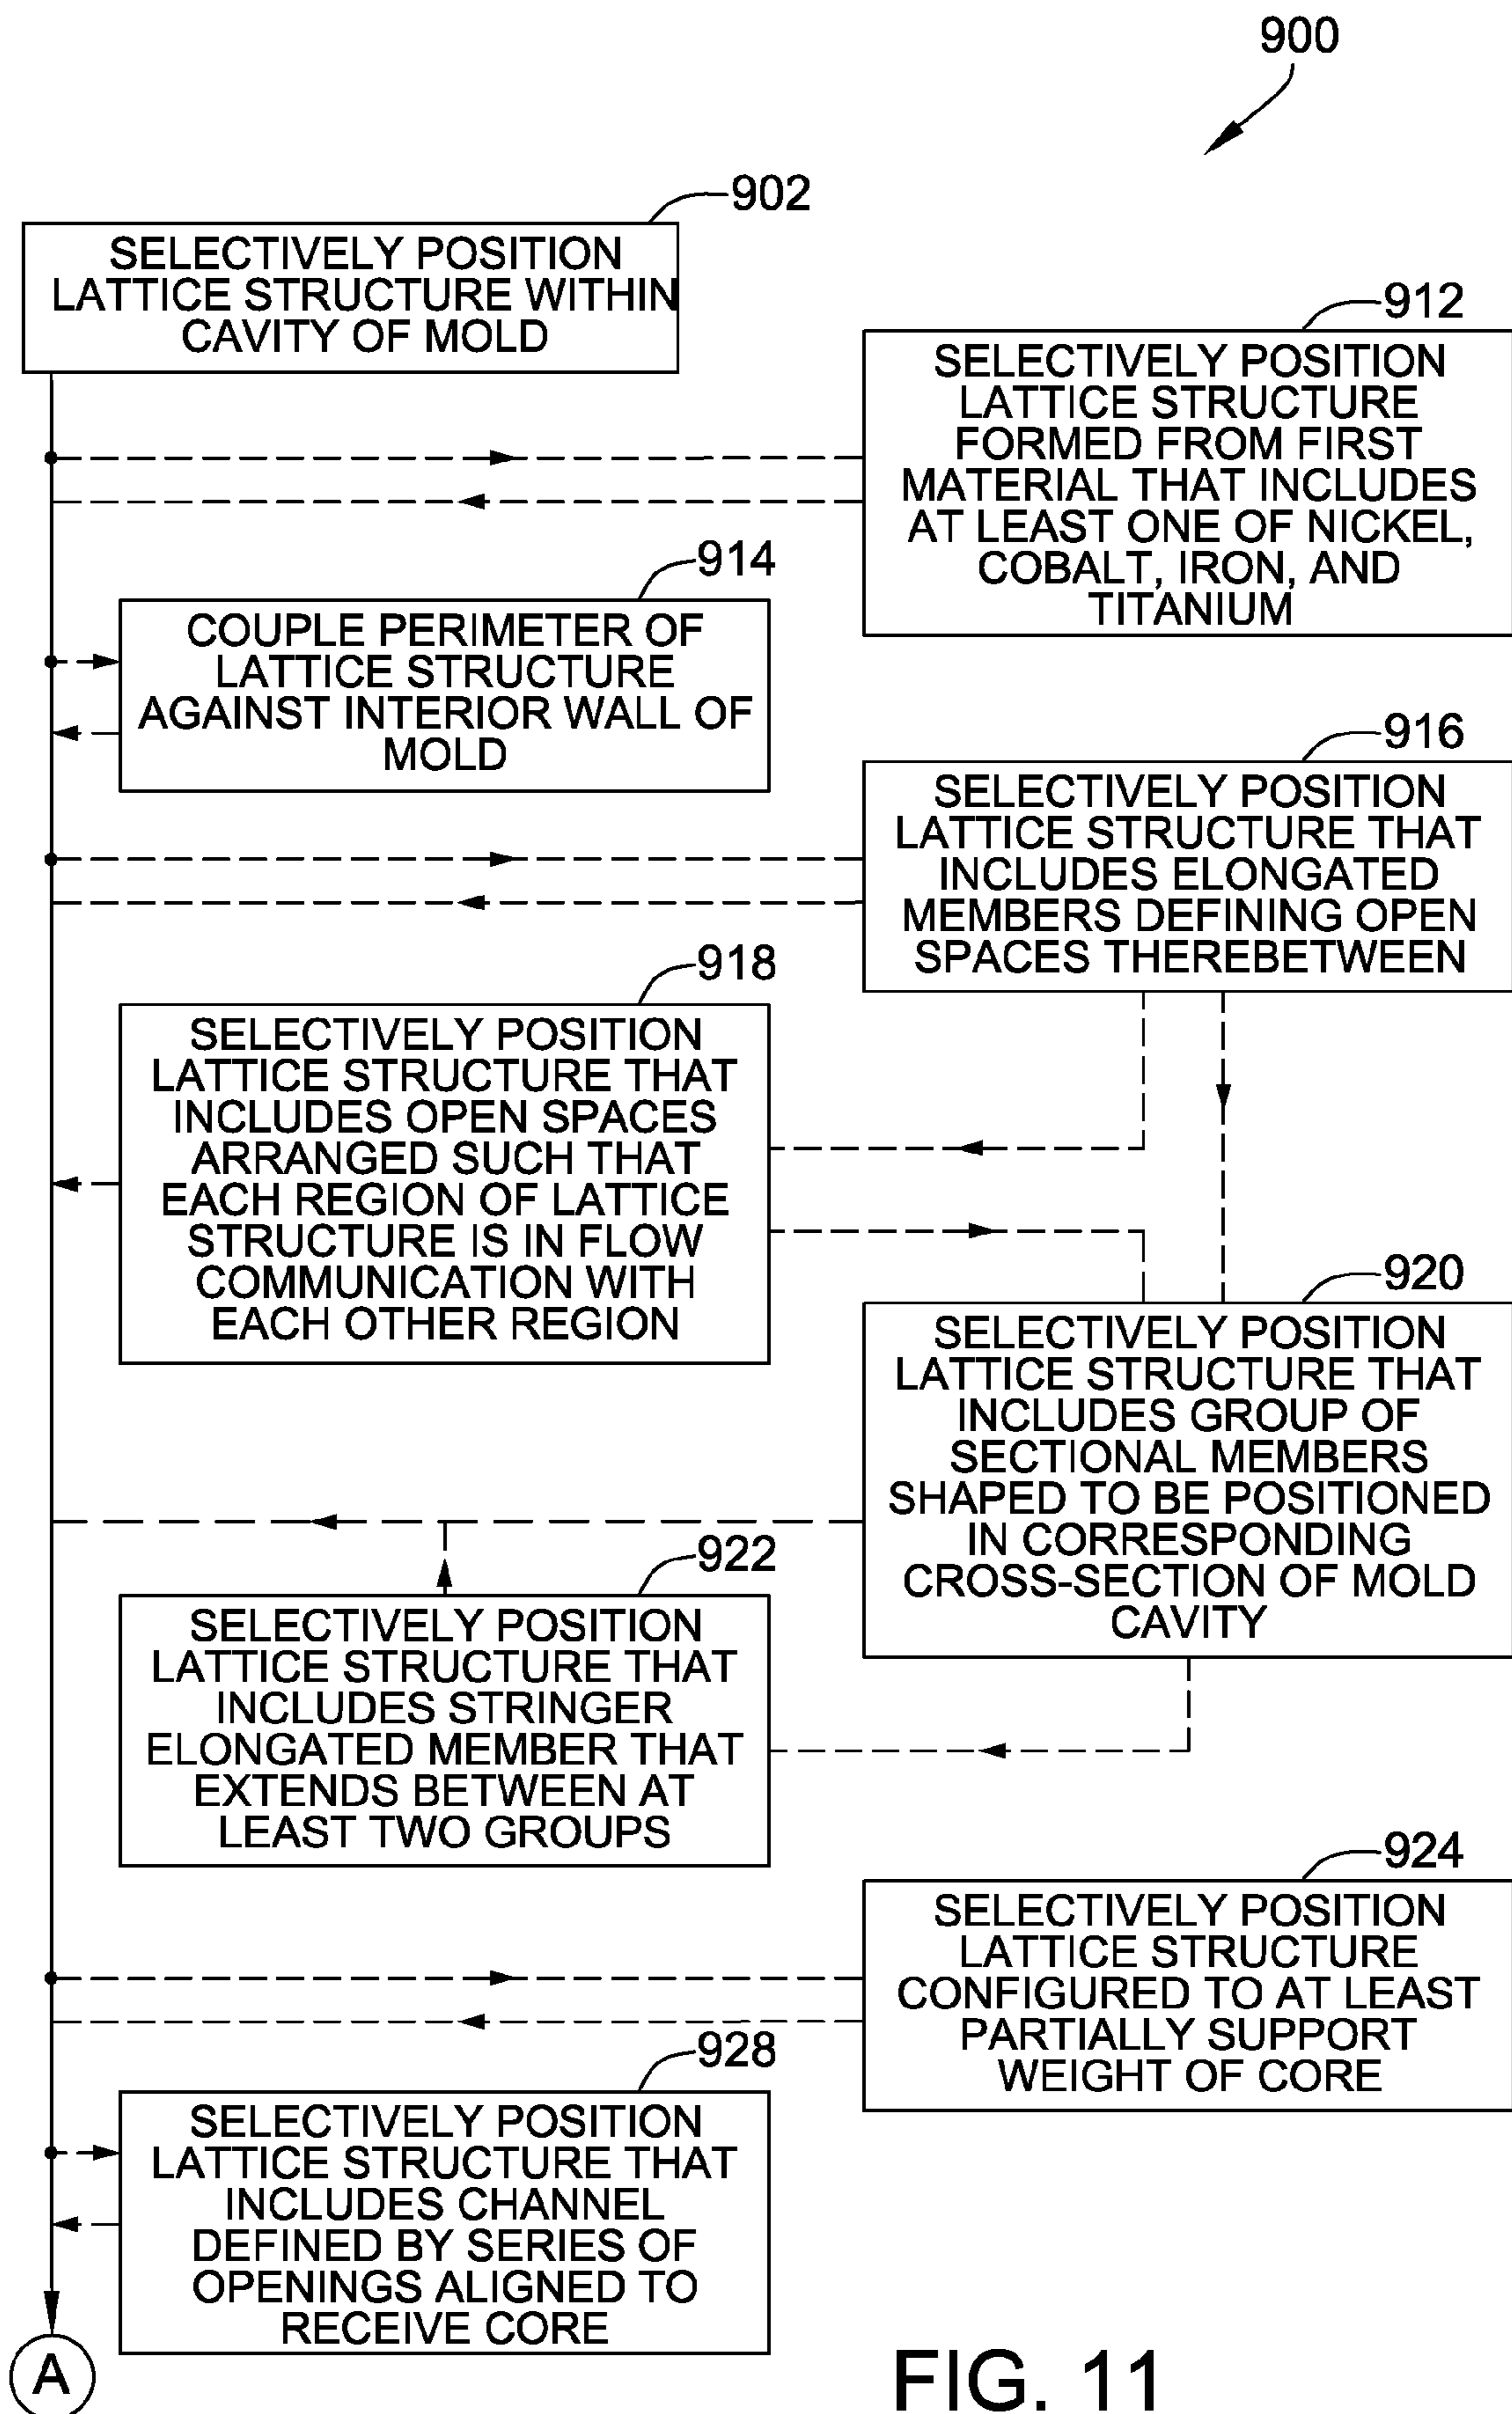 900
902
SELECTIVELY POSITION
LATTICE STRUCTURE WITHIN
CAVITY OF MOLD
912
SELECTIVELY POSITION
LATTICE STRUCTURE
FORMED FROM FIRST
MATERIAL THAT INCLUDES
AT LEAST ONE OF NICKEL,
COBALT, IRON, AND
TITANIUM
914
COUPLE PERIMETER OF
LATTICE STRUCTURE
AGAINST INTERIOR WALL OF
MOLD
916
SELECTIVELY POSITION
LATTICE STRUCTURE THAT
INCLUDES ELONGATED
MEMBERS DEFINING OPEN
SPACES THEREBETWEEN
918
SELECTIVELY POSITION
LATTICE STRUCTURE THAT
INCLUDES OPEN SPACES
ARRANGED SUCH THAT
EACH REGION OF LATTICE
STRUCTURE IS IN FLOW
COMMUNICATION WITH
EACH OTHER REGION
920
SELECTIVELY POSITION
LATTICE STRUCTURE THAT
INCLUDES GROUP OF
SECTIONAL MEMBERS
SHAPED TO BE POSITIONED
IN CORRESPONDING
CROSS-SECTION OF MOLD
CAVITY
922
SELECTIVELY POSITION
LATTICE STRUCTURE THAT
INCLUDES STRINGER
ELONGATED MEMBER THAT
EXTENDS BETWEEN AT
LEAST TWO GROUPS
924
SELECTIVELY POSITION
LATTICE STRUCTURE
CONFIGURED TO AT LEAST
PARTIALLY SUPPORT
WEIGHT OF CORE
928
SELECTIVELY POSITION
LATTICE STRUCTURE THAT
INCLUDES CHANNEL
DEFINED BY SERIES OF
OPENINGS ALIGNED TO
RECEIVE CORE
A
FIG. 11